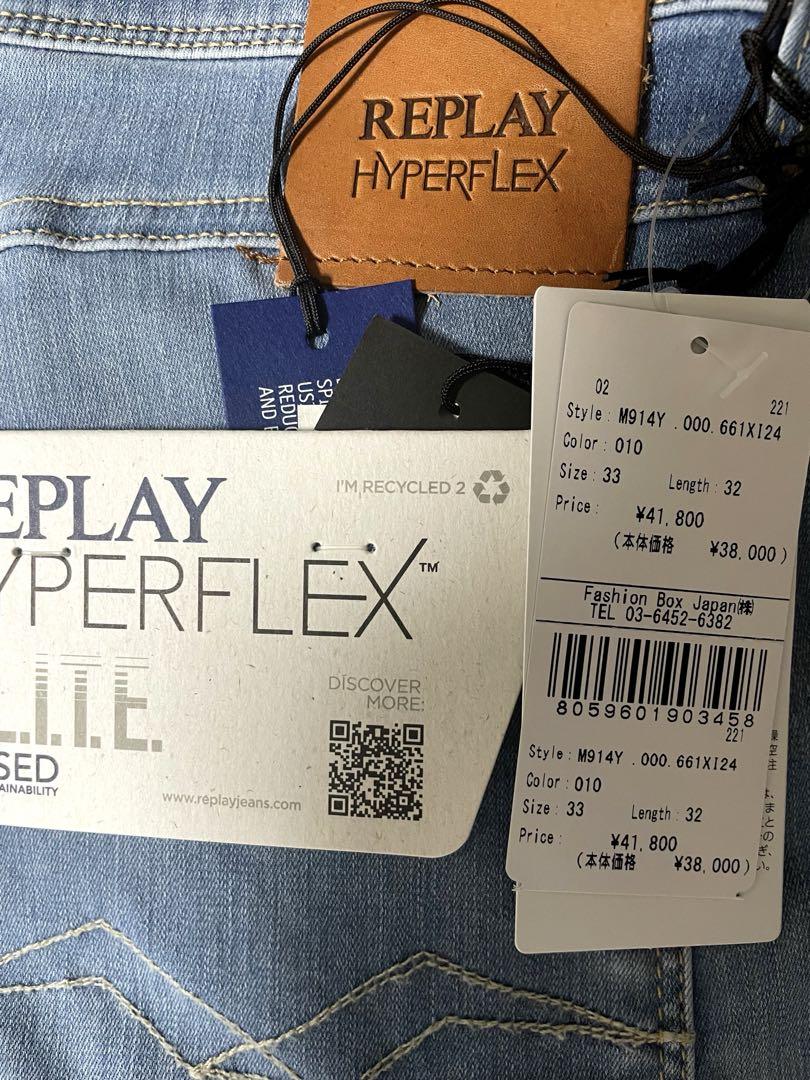 REPLAY
HYPERFLEX
US
REDUC
AND
EPLAY
I'M RECYCLED 2
YPERFLEX™
L.I.T.E.
SED
AINABILITY
DISCOVER
MORE:
www.replayjeans.com
02
221
Style : M914Y .000.661XI24
Color : 010
Size : 33 Length : 32
Price : ¥41,800
(本体価格 ¥38,000)
Fashion Box Japan㈱
TEL 03-6452-6382
8059601903458
221
Style : M914Y .000.661XI24
Color : 010
Size : 33 Length : 32
Price : ¥41,800
(本体価格 ¥38,000)